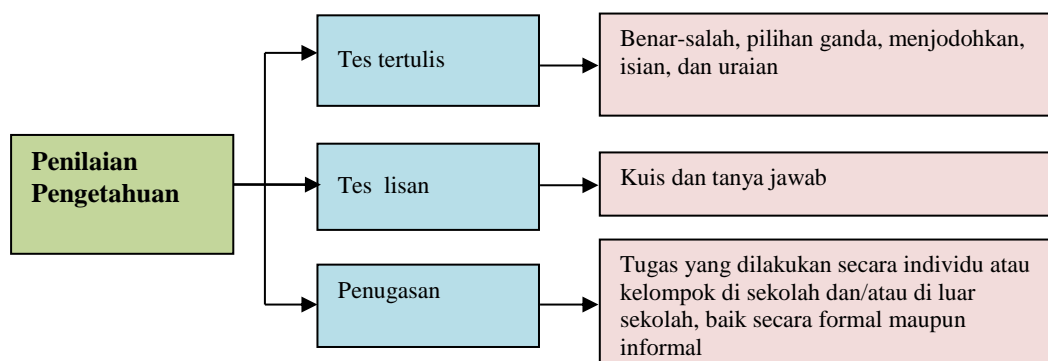 Penilaian
Pengetahuan
Tes tertulis
Benar-salah, pilihan ganda, menjodohkan,
isian, dan uraian
Tes lisan
Kuis dan tanya jawab
Penugasan
Tugas yang dilakukan secara individu atau
kelompok di sekolah dan/atau di luar
sekolah, baik secara formal maupun
informal